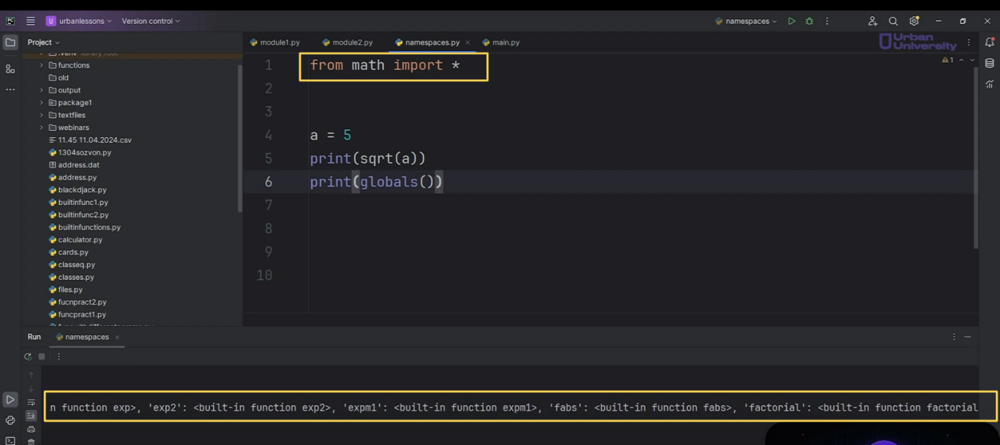 PC
U urbanlessons Version control
namespaces
Project
module1.py module2.py namespaces.py main.py
Urban
University
.venv library root
functions
old
output
package1
textfiles
webinars
11.45 11.04.2024.csv
1304sozvon.py
address.dat
address.py
blackdjack.py
builtinfunc1.py
builtinfunc2.py
builtinfunctions.py
calculator.py
cards.py
classeq.py
classes.py
files.py
fucnpract2.py
funcpract1.py
1 from math import *
1
2
3
4 a = 5
5 print(sqrt(a))
6 print(globals())
7
8
9
10
Run namespaces
n function exp>, 'exp2': <built-in function exp2>, 'expm1': <built-in function expm1>, 'fabs': <built-in function fabs>, 'factorial': <built-in function factorial